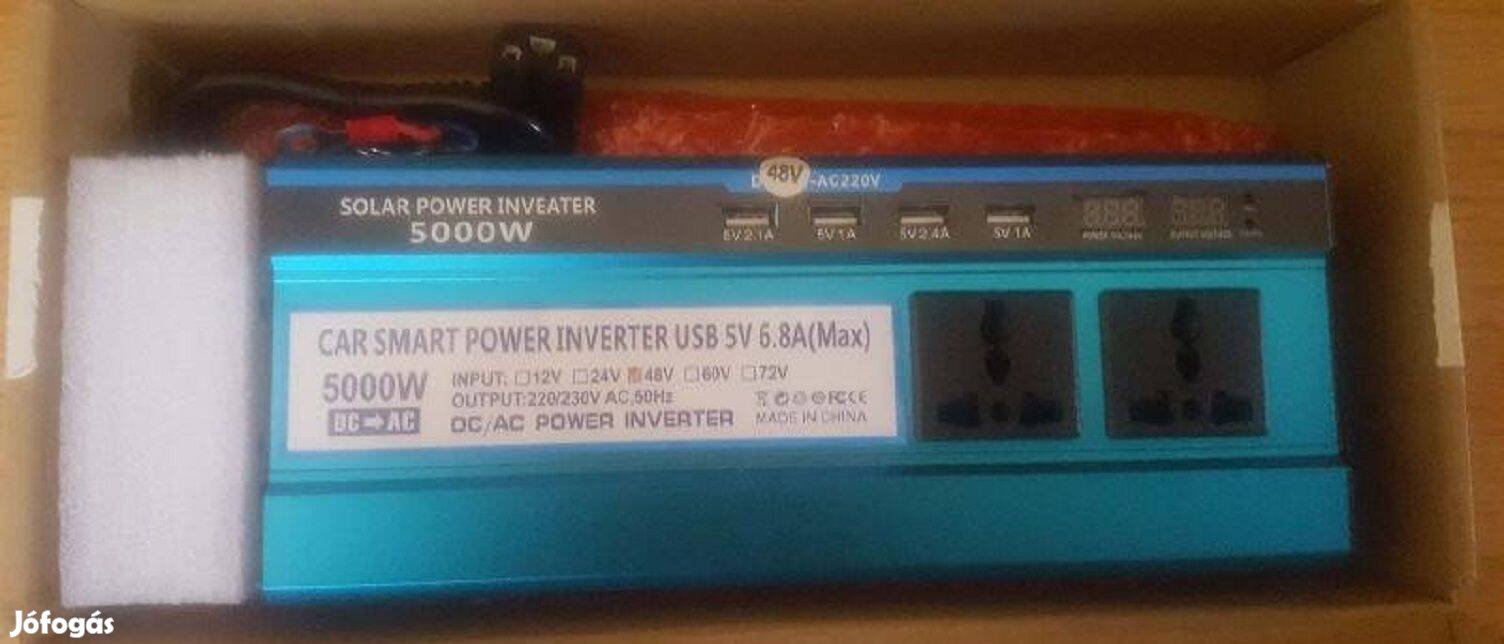 48V
-AC220V
SOLAR POWER INVEATER
5000W
5V 2.1A
5V 1A
5V 2.4A
5V 1A
CAR SMART POWER INVERTER USB 5V 6.8A(Max)
5000W
INPUT: 12V 24V 48V 60V 72V
OUTPUT:220/230V AC,50Hz
DC AC
DC/AC POWER INVERTER
FC CE
MADE IN CHINA
Jófogás